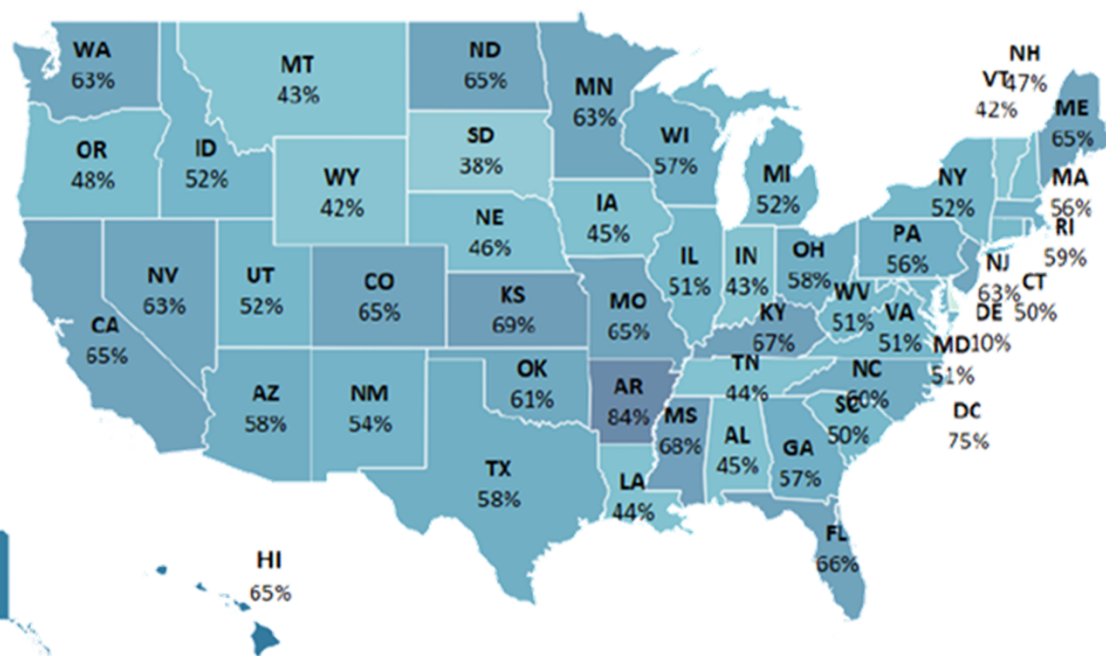 WA
63%
MT
43%
ND
65%
MN
63%
NH
47%
VT
42%
ME
65%
OR
48%
ID
52%
WY
42%
SD
38%
WI
57%
MI
52%
NY
52%
MA
56%
RI
59%
NE
46%
IA
45%
PA
56%
NJ
63%
CT
50%
NV
63%
UT
52%
CO
65%
KS
69%
MO
65%
IL
51%
IN
43%
OH
58%
WV
51%
VA
51%
DE
10%
MD
51%
CA
65%
KY
67%
AZ
58%
NM
54%
OK
61%
AR
84%
TN
44%
NC
60%
SC
50%
DC
75%
MS
68%
AL
45%
GA
57%
TX
58%
LA
44%
FL
66%
HI
65%